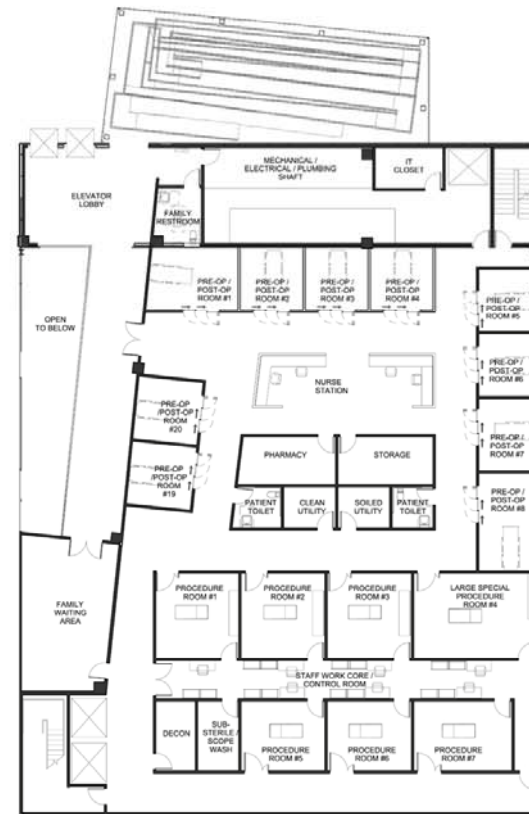 MECHANICAL /
ELECTRICAL / PLUMBING
SHAFT
IT
CLOSET
ELEVATOR
LOBBY
FAMILY
RESTROOM
OPEN
TO BELOW
PRE-OP /
POST-OP
ROOM #1
PRE-OP /
POST-OP
ROOM #2
PRE-OP /
POST-OP
ROOM #3
PRE-OP /
POST-OP
ROOM #4
PRE-OP /
POST-OP
ROOM #5
PRE-OP /
POST-OP
ROOM #6
NURSE
STATION
PRE-OP
/POST-OP
ROOM
#20
PRE-OP /
POST-OP
ROOM
#7
PHARMACY
STORAGE
PRE-OP
/POST-OP
ROOM
#19
PATIENT
TOILET
CLEAN
UTILITY
SOILED
UTILITY
PATIENT
TOILET
PRE-OP /
POST-OP
ROOM
#8
FAMILY
WAITING
AREA
PROCEDURE
ROOM #1
PROCEDURE
ROOM #2
PROCEDURE
ROOM #3
LARGE SPECIAL
PROCEDURE
ROOM #4
STAFF WORK CORE /
CONTROL ROOM
DECON
SUB-
STERILE /
SCOPE
WASH
PROCEDURE
ROOM #5
PROCEDURE
ROOM #6
PROCEDURE
ROOM #7